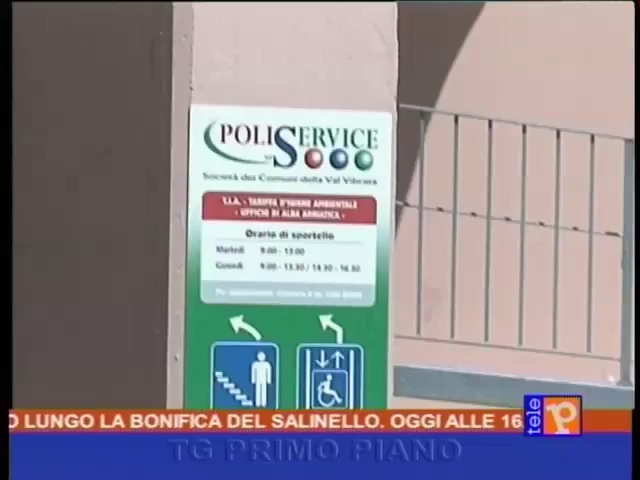 POLISERVICE
Società dei Comuni della Val Vibrata
T.I.A. - TARIFFA D'IGIENE AMBIENTALE
- UFFICIO DI ALBA ADRIATICA -
Orario di sportello
Martedì 9.00 - 13.00
Giovedì 9.00 - 13.30 / 14.30 - 16.30
O LUNGO LA BONIFICA DEL SALINELLO. OGGI ALLE 16
tele p
TG PRIMO PIANO